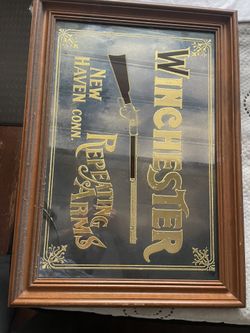 WINCHESTER
REPEATING
ARMS
NEW
HAVEN CONN.